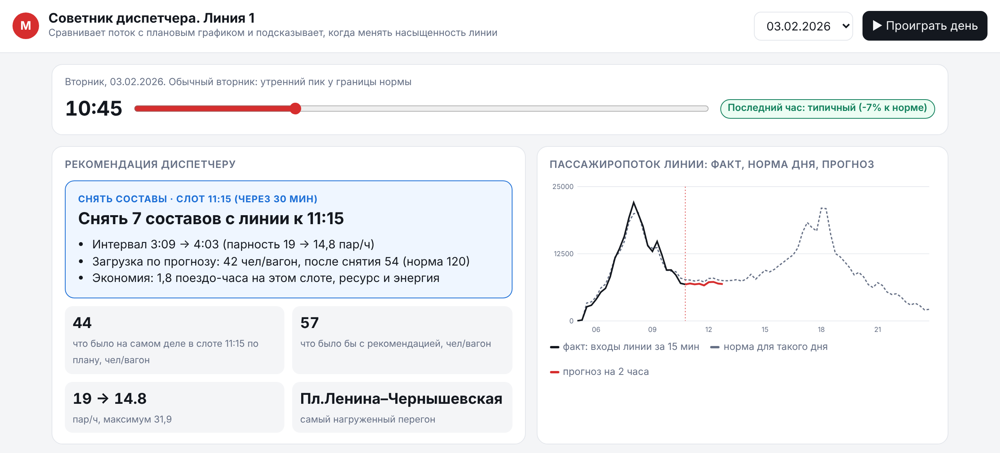 М
Советник диспетчера. Линия 1
Сравнивает поток с плановым графиком и подсказывает, когда менять насыщенность линии
03.02.2026
▶ Проиграть день
Вторник, 03.02.2026. Обычный вторник: утренний пик у границы нормы
10:45
Последний час: типичный (-7% к норме)
РЕКОМЕНДАЦИЯ ДИСПЕТЧЕРУ
СНЯТЬ СОСТАВЫ · СЛОТ 11:15 (ЧЕРЕЗ 30 МИН)
Снять 7 составов с линии к 11:15
• Интервал 3:09 → 4:03 (парность 19 → 14,8 пар/ч)
• Загрузка по прогнозу: 42 чел/вагон, после снятия 54 (норма 120)
• Экономия: 1,8 поездо-часа на этом слоте, ресурс и энергия
44
что было на самом деле в слоте 11:15 по
плану, чел/вагон
57
что было бы с рекомендацией, чел/вагон
19 → 14.8
пар/ч, максимум 31,9
Пл.Ленина–Чернышевская
самый нагруженный перегон
ПАССАЖИРОПОТОК ЛИНИИ: ФАКТ, НОРМА ДНЯ, ПРОГНОЗ
25000
12500
0
06 09 12 15 18 21
факт: входы линии за 15 мин норма для такого дня
прогноз на 2 часа